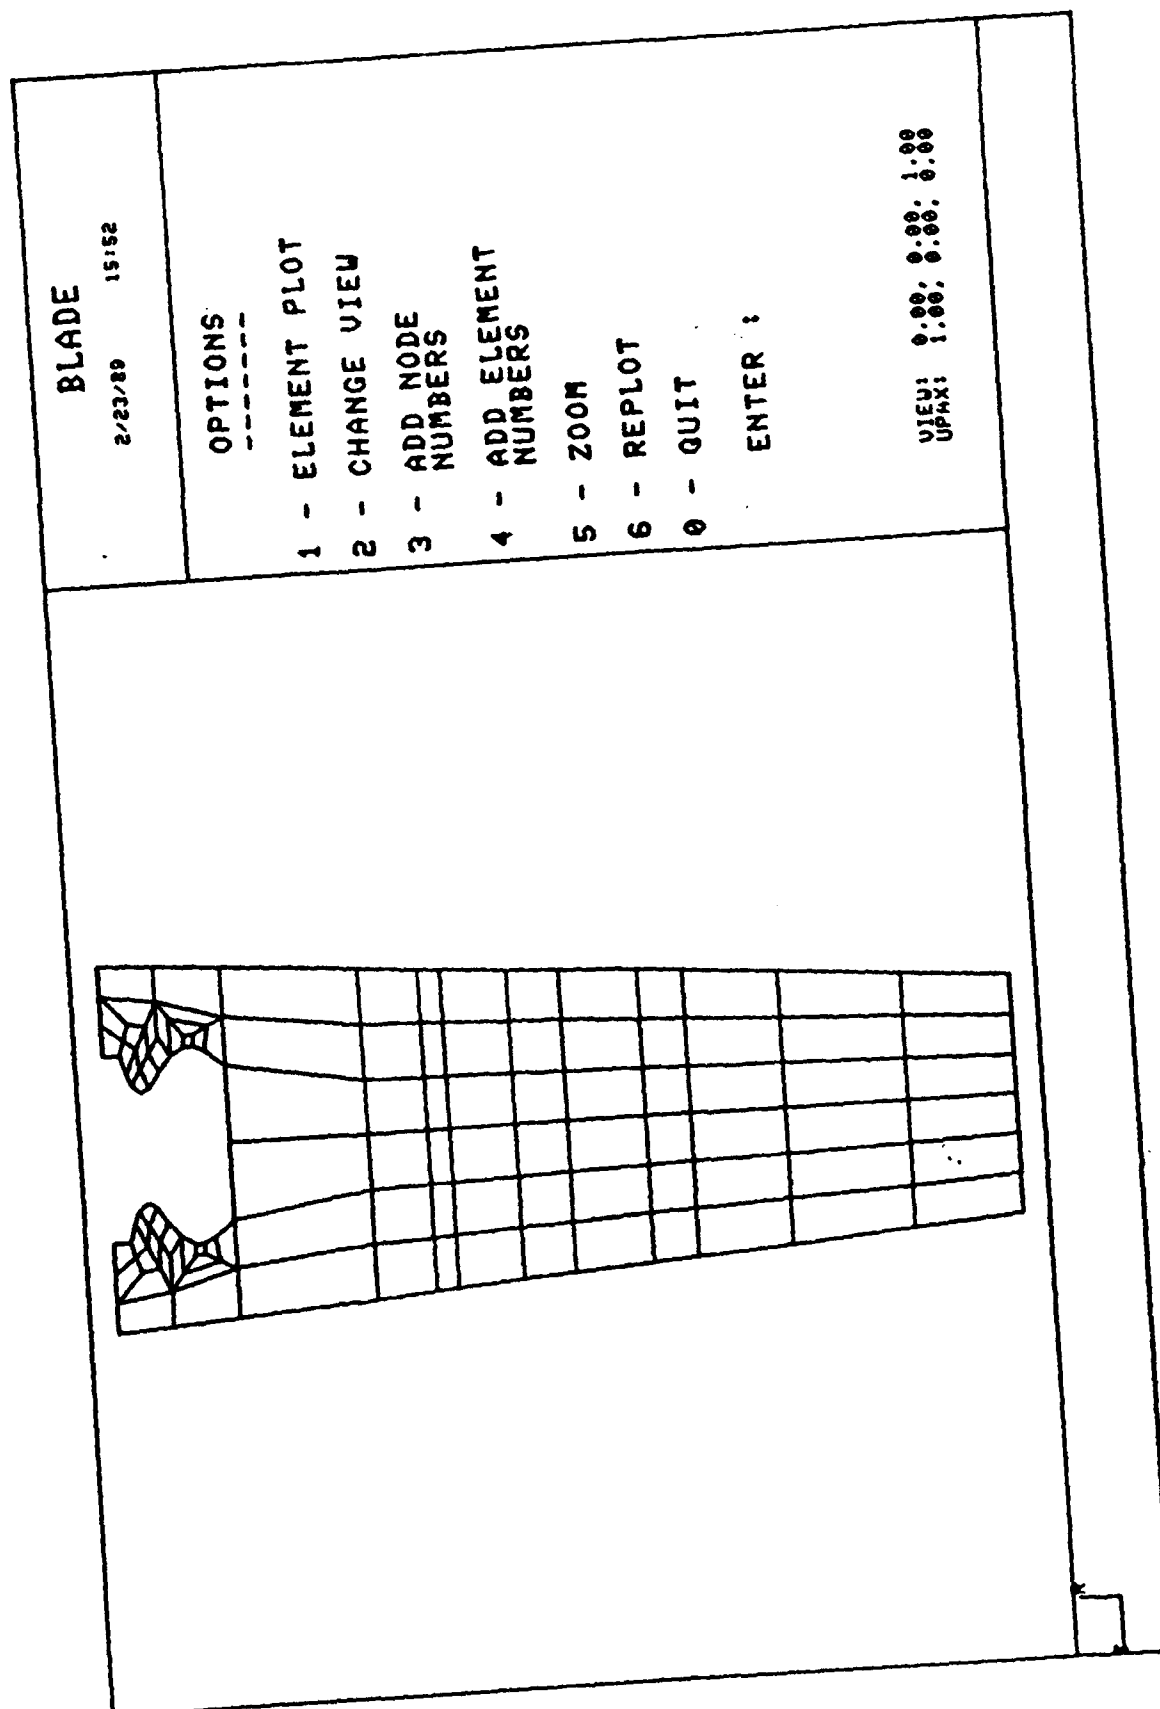 BLADE
2/23/89 15:52
OPTIONS
-------
1 - ELEMENT PLOT
2 - CHANGE VIEW
3 - ADD NODE
NUMBERS
4 - ADD ELEMENT
NUMBERS
5 - ZOOM
6 - REPLOT
0 - QUIT
ENTER :
VIEW: 0.00, 0.00, 1.00
UPAX: 1.00, 0.00, 0.00